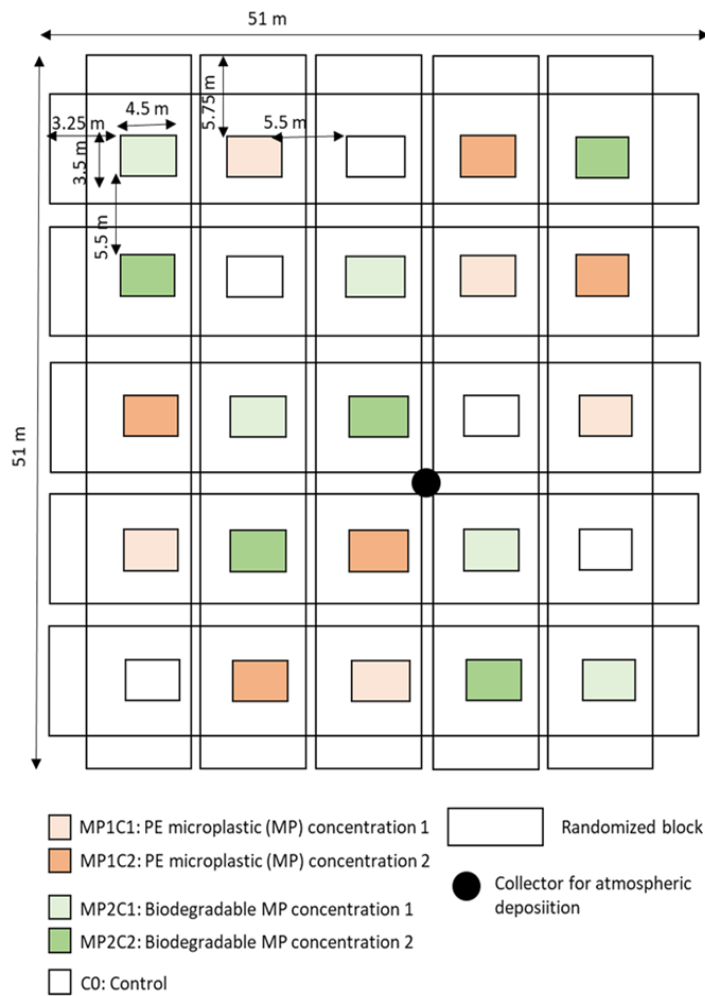 51 m
5.75 m
4.5 m
3.25 m
5.5 m
3.5 m
5.5 m
51 m
MP1C1: PE microplastic (MP) concentration 1
Randomized block
MP1C2: PE microplastic (MP) concentration 2
Collector for atmospheric
deposiition
MP2C1: Biodegradable MP concentration 1
MP2C2: Biodegradable MP concentration 2
C0: Control